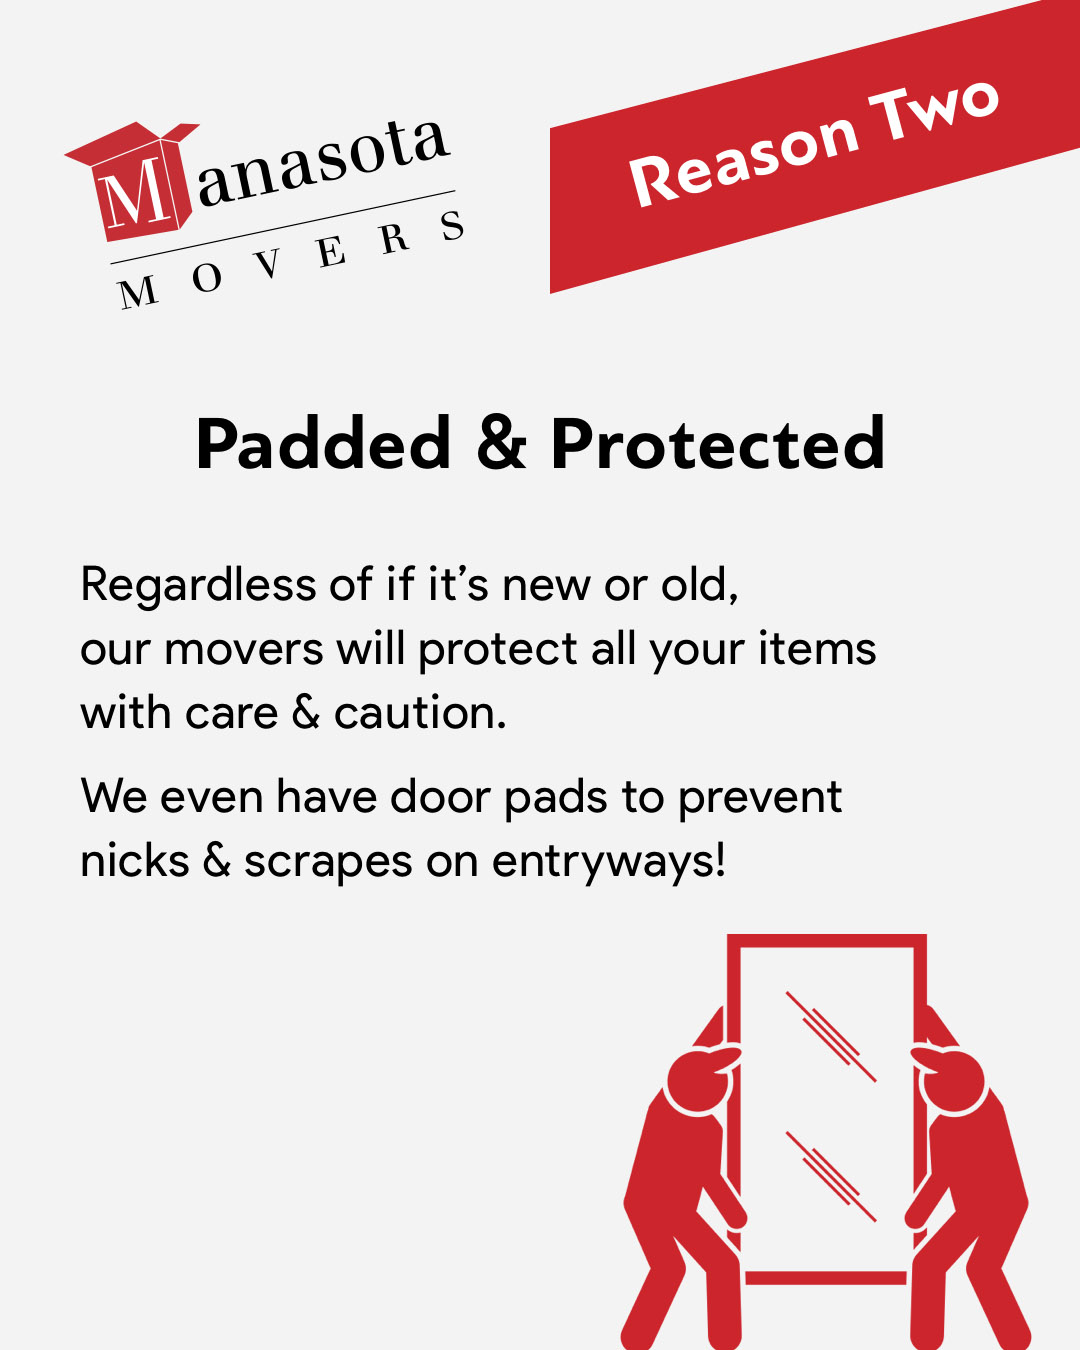 Manasota
MOVERS
Reason Two
Padded & Protected
Regardless of if it’s new or old,
our movers will protect all your items
with care & caution.
We even have door pads to prevent
nicks & scrapes on entryways!